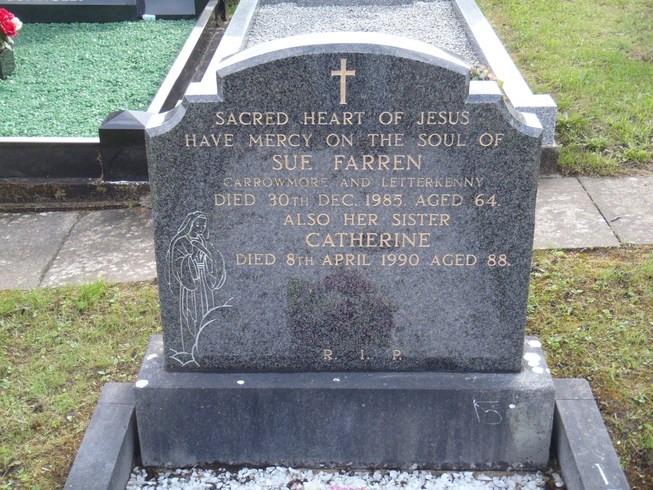 SACRED HEART OF JESUS
HAVE MERCY ON THE SOUL OF
SUE FARREN
CARROWMORE AND LETTERKENNY
DIED 30TH DEC. 1985. AGED 64.
ALSO HER SISTER
CATHERINE
DIED 8TH APRIL 1990 AGED 88.
R. I. P.